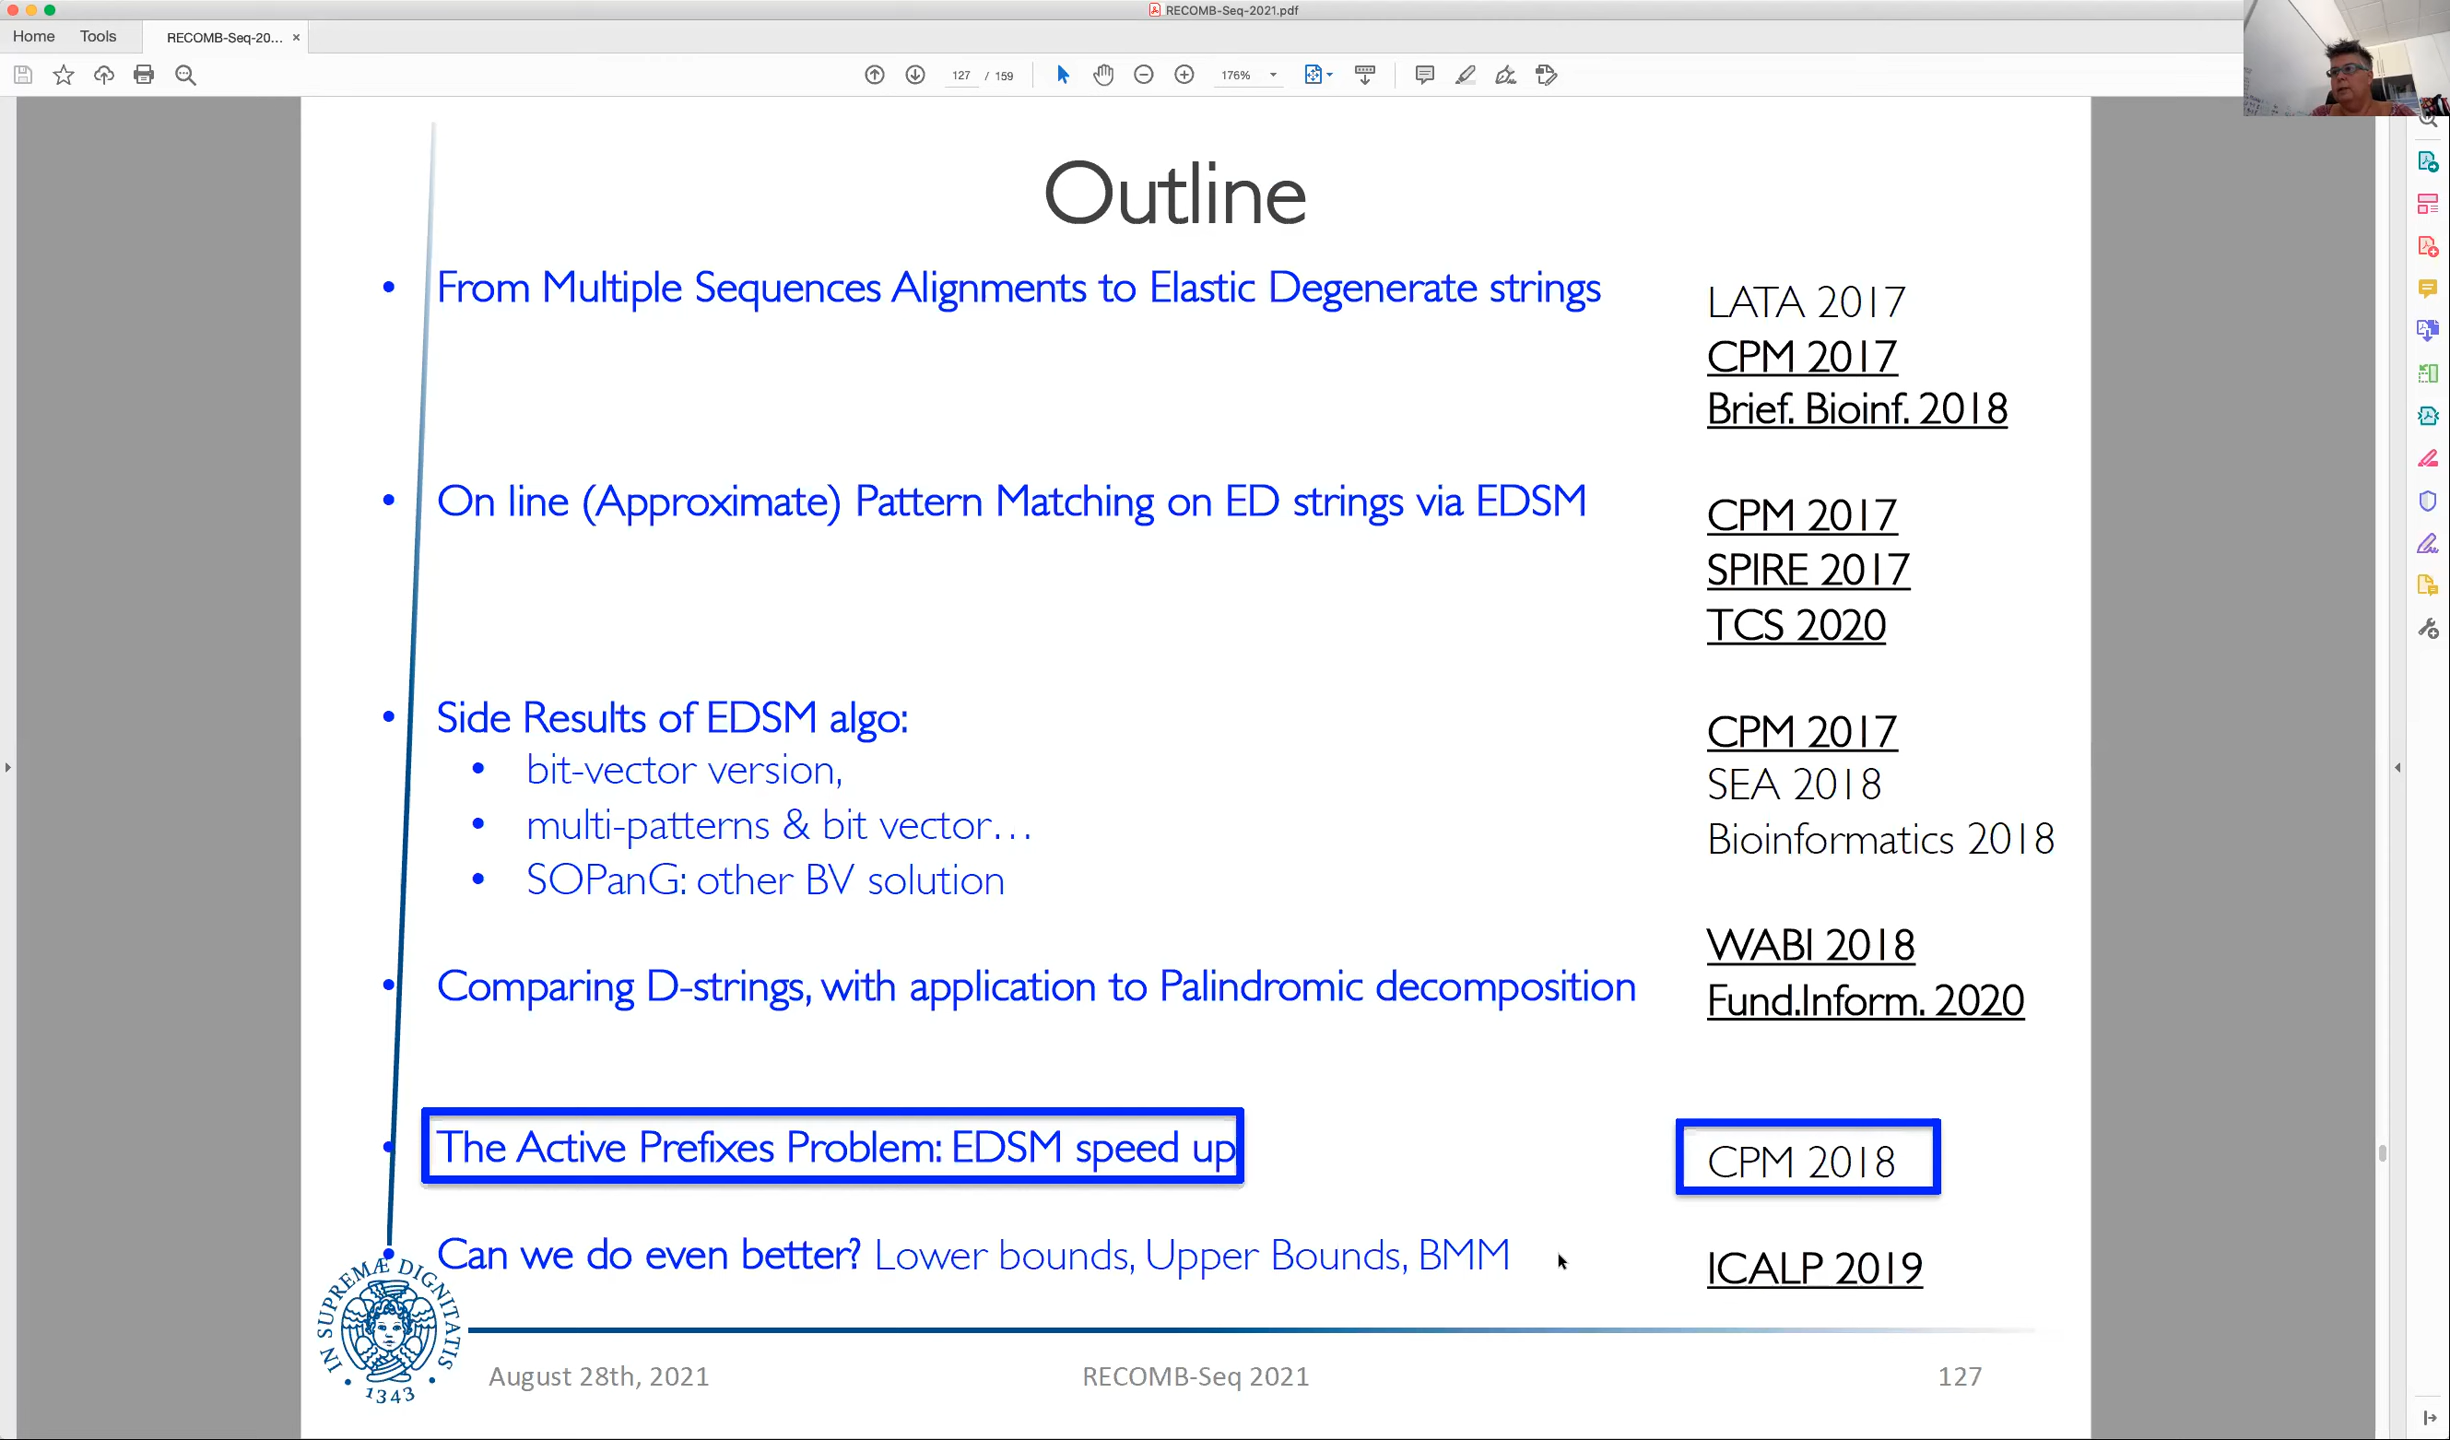 RECOMB-Seq-2021.pdf
Home Tools RECOMB-Seq-20... ×
127 / 159 176%
Outline
• From Multiple Sequences Alignments to Elastic Degenerate strings
LATA 2017
CPM 2017
Brief. Bioinf. 2018
• On line (Approximate) Pattern Matching on ED strings via EDSM
CPM 2017
SPIRE 2017
TCS 2020
• Side Results of EDSM algo:
CPM 2017
• bit-vector version,
SEA 2018
• multi-patterns & bit vector…
Bioinformatics 2018
• SOPanG: other BV solution
WABI 2018
• Comparing D-strings, with application to Palindromic decomposition
Fund.Inform. 2020
• The Active Prefixes Problem: EDSM speed up
CPM 2018
• Can we do even better? Lower bounds, Upper Bounds, BMM
ICALP 2019
IN SUPREMÆ DIGNITATIS
• 1343 •
August 28th, 2021 RECOMB-Seq 2021 127